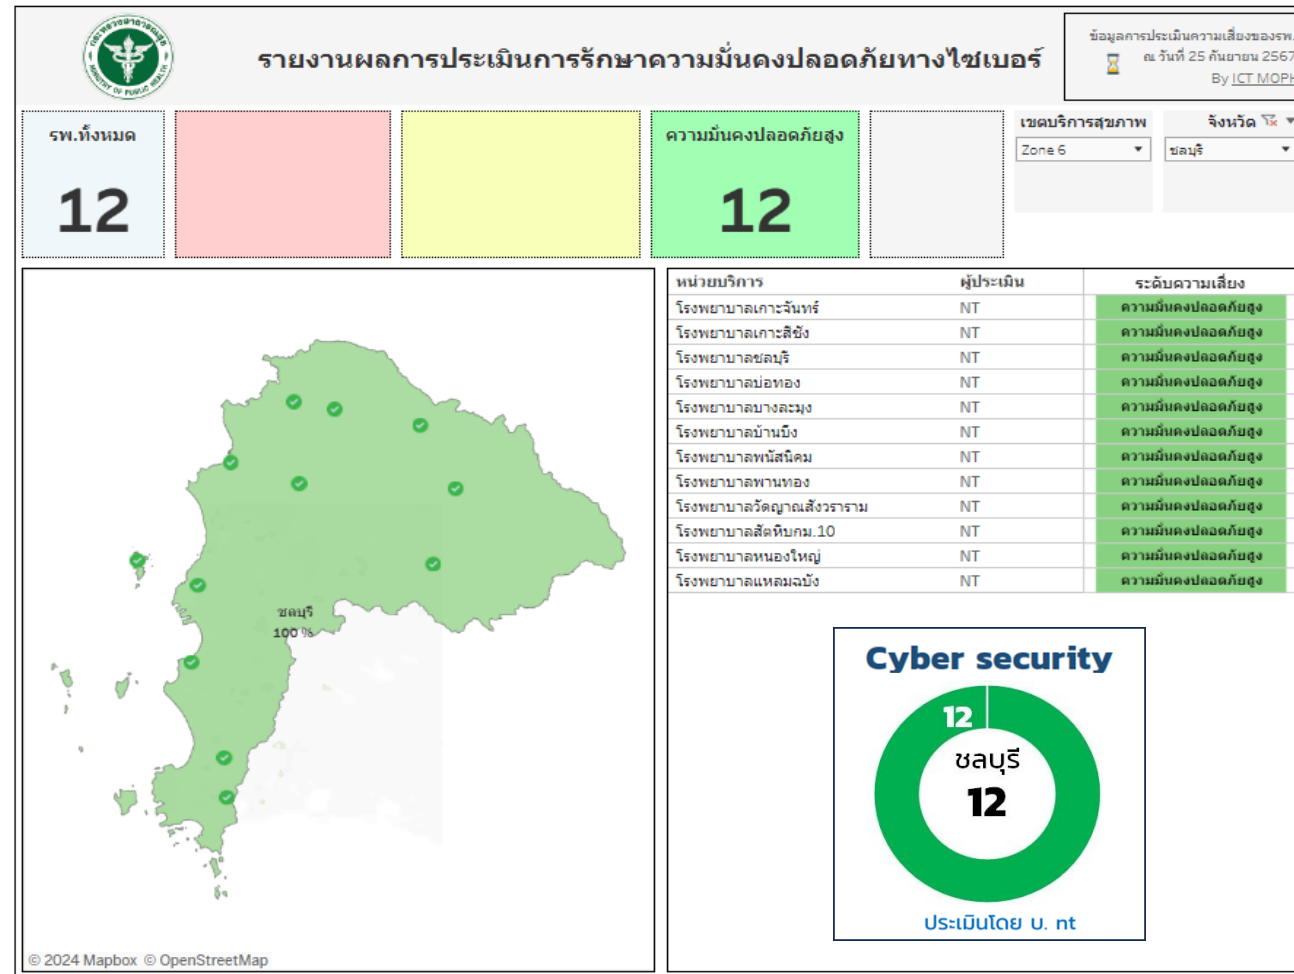 กระทรวงสาธารณสุข
MINISTRY OF PUBLIC HEALTH
รายงานผลการประเมินการรักษาความมั่นคงปลอดภัยทางไซเบอร์
ข้อมูลการประเมินความเสี่ยงของรพ.
ณ วันที่ 25 กันยายน 2567
By ICT MOPH
รพ.ทั้งหมด
12
ความมั่นคงปลอดภัยสูง
12
เขตบริการสุขภาพ
Zone 6
จังหวัด
ชลบุรี
ชลบุรี
100 %
© 2024 Mapbox © OpenStreetMap
หน่วยบริการ ผู้ประเมิน ระดับความเสี่ยง
โรงพยาบาลเกาะจันทร์ NT ความมั่นคงปลอดภัยสูง
โรงพยาบาลเกาะสีชัง NT ความมั่นคงปลอดภัยสูง
โรงพยาบาลชลบุรี NT ความมั่นคงปลอดภัยสูง
โรงพยาบาลบ่อทอง NT ความมั่นคงปลอดภัยสูง
โรงพยาบาลบางละมุง NT ความมั่นคงปลอดภัยสูง
โรงพยาบาลบ้านบึง NT ความมั่นคงปลอดภัยสูง
โรงพยาบาลพนัสนิคม NT ความมั่นคงปลอดภัยสูง
โรงพยาบาลพานทอง NT ความมั่นคงปลอดภัยสูง
โรงพยาบาลวัดญาณสังวราราม NT ความมั่นคงปลอดภัยสูง
โรงพยาบาลสัตหีบกม.10 NT ความมั่นคงปลอดภัยสูง
โรงพยาบาลหนองใหญ่ NT ความมั่นคงปลอดภัยสูง
โรงพยาบาลแหลมฉบัง NT ความมั่นคงปลอดภัยสูง
Cyber security
12
ชลบุรี
12
ประเมินโดย บ. nt